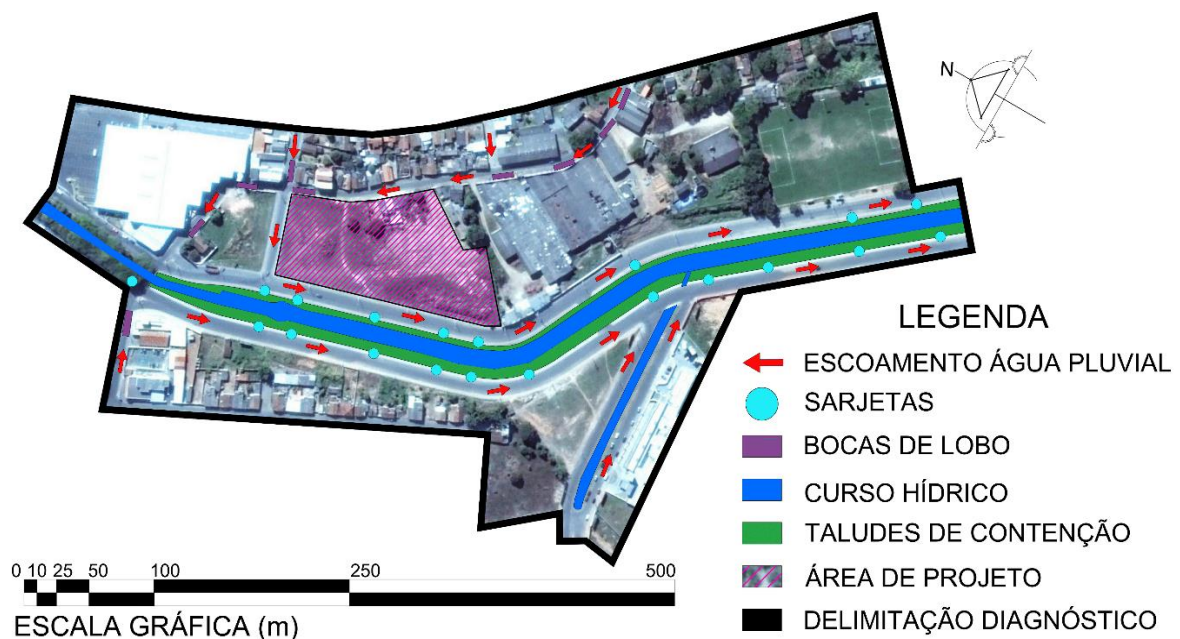 N
LEGENDA
ESCOAMENTO ÁGUA PLUVIAL
SARJETAS
BOCAS DE LOBO
CURSO HÍDRICO
TALUDES DE CONTENÇÃO
ÁREA DE PROJETO
DELIMITAÇÃO DIAGNÓSTICO
0 10 25 50 100 250 500
ESCALA GRÁFICA (m)